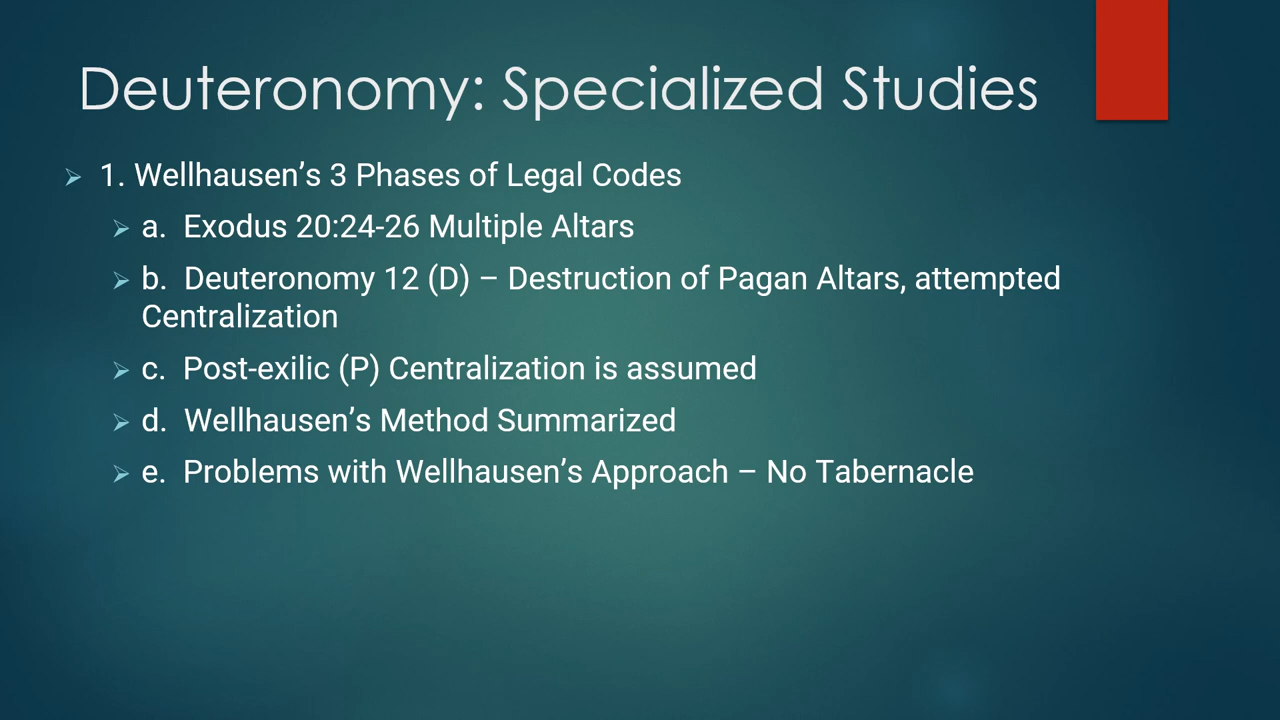 Deuteronomy: Specialized Studies
1. Wellhausen’s 3 Phases of Legal Codes
a. Exodus 20:24-26 Multiple Altars
b. Deuteronomy 12 (D) – Destruction of Pagan Altars, attempted
Centralization
c. Post-exilic (P) Centralization is assumed
d. Wellhausen’s Method Summarized
e. Problems with Wellhausen’s Approach – No Tabernacle